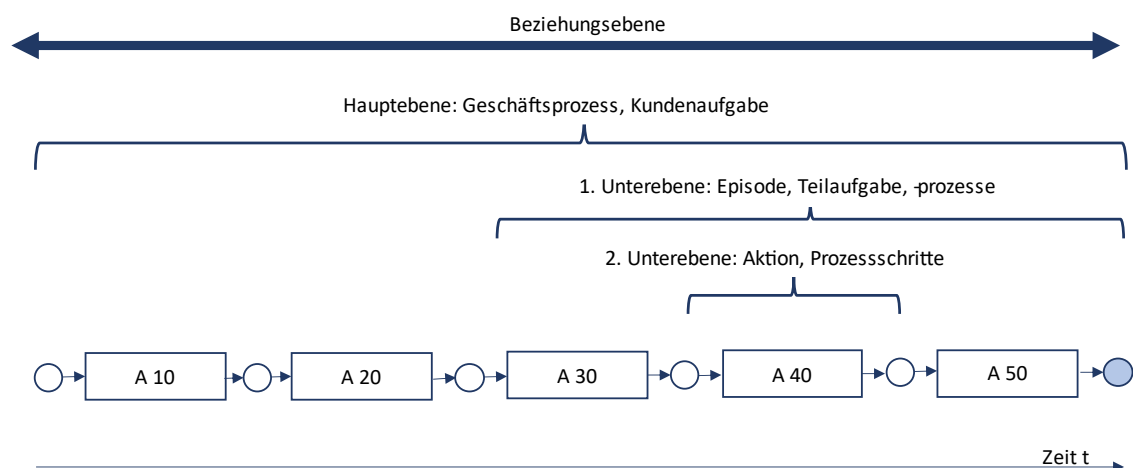 Beziehungsebene
Hauptebene: Geschäftsprozess, Kundenaufgabe
1. Unterebene: Episode, Teilaufgabe, -prozesse
2. Unterebene: Aktion, Prozessschritte
A 10
A 20
A 30
A 40
A 50
Zeit t